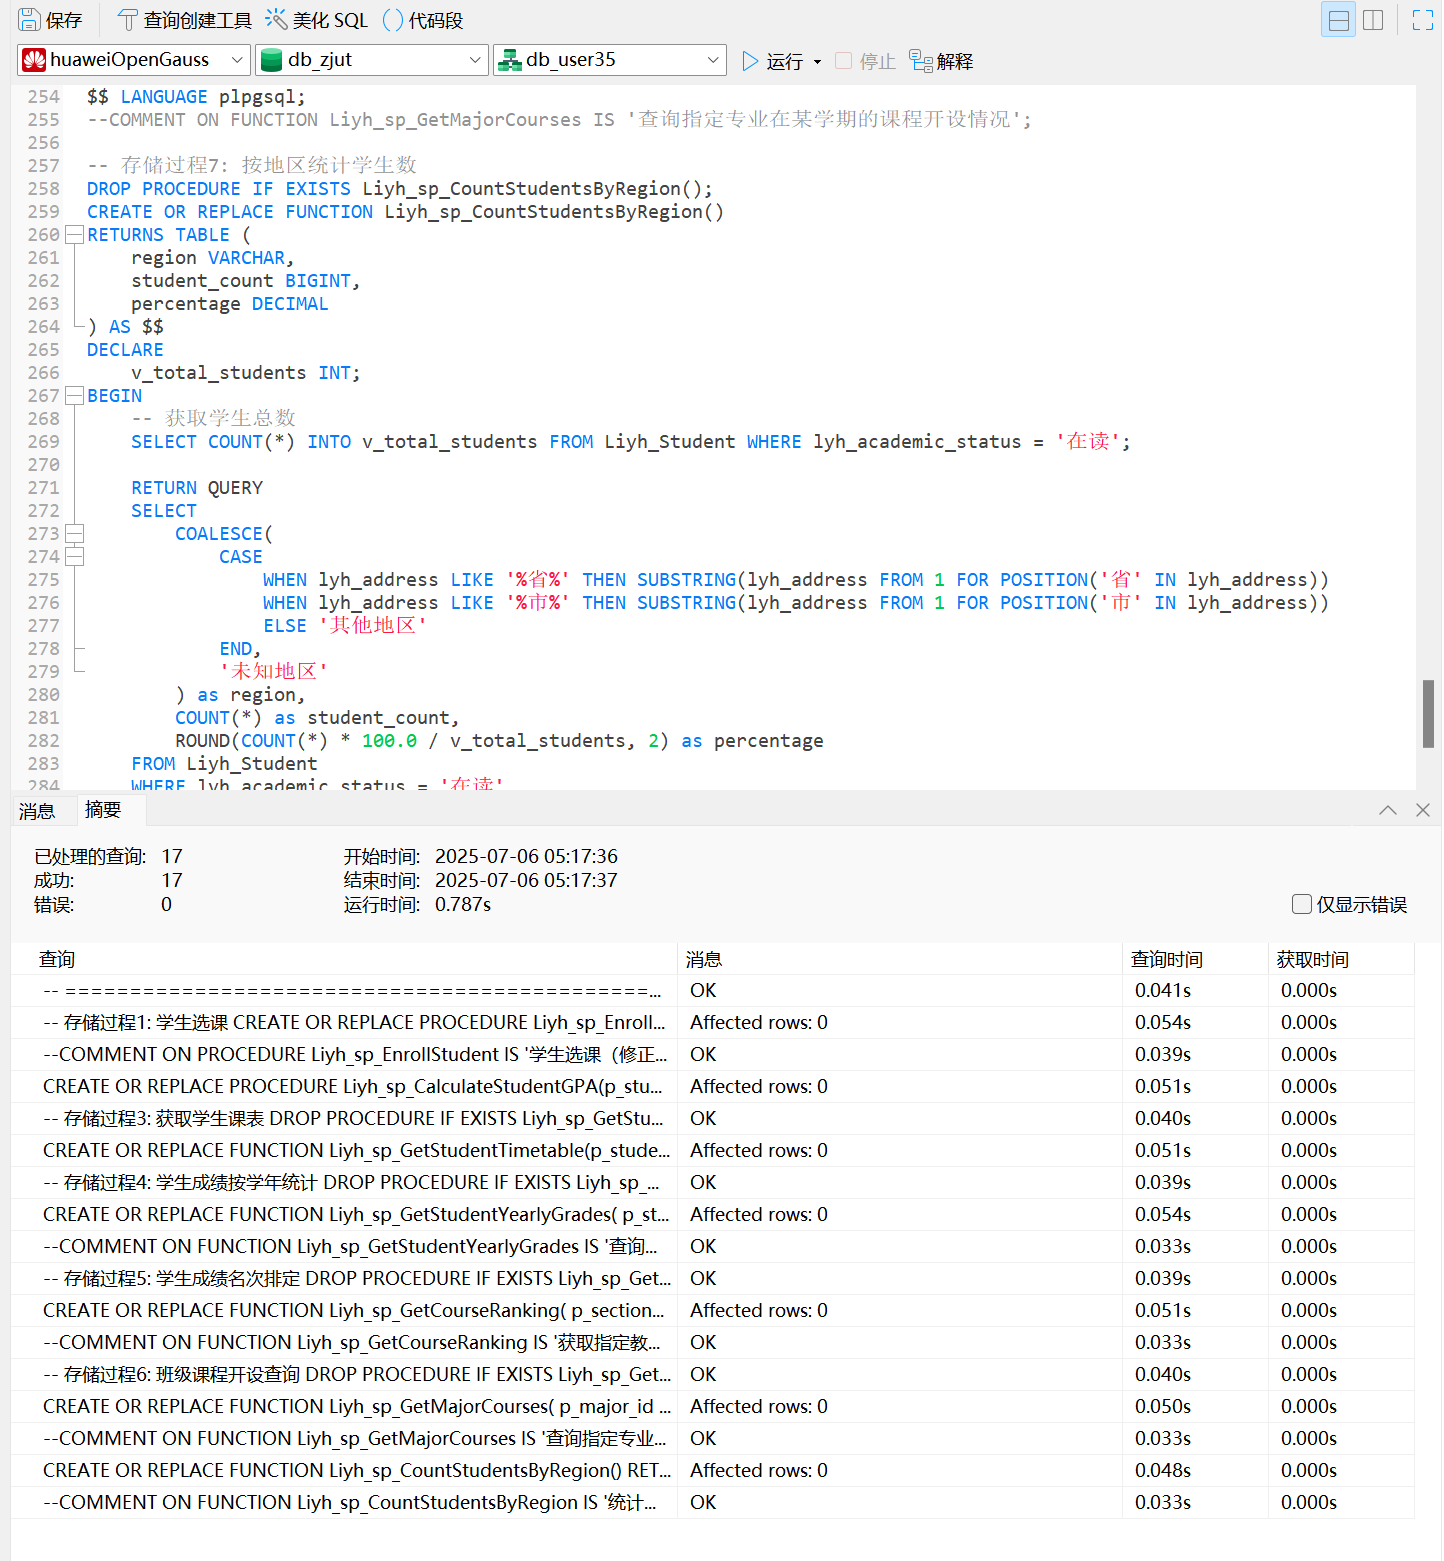 保存 查询创建工具 美化 SQL () 代码段
huaweiOpenGauss db_zjut db_user35 运行 停止 解释
254 $$ LANGUAGE plpgsql;
255 --COMMENT ON FUNCTION Liyh_sp_GetMajorCourses IS '查询指定专业在某学期的课程开设情况';
256
257 -- 存储过程7: 按地区统计学生数
258 DROP PROCEDURE IF EXISTS Liyh_sp_CountStudentsByRegion();
259 CREATE OR REPLACE FUNCTION Liyh_sp_CountStudentsByRegion()
260 RETURNS TABLE (
261 region VARCHAR,
262 student_count BIGINT,
263 percentage DECIMAL
264 ) AS $$
265 DECLARE
266 v_total_students INT;
267 BEGIN
268 -- 获取学生总数
269 SELECT COUNT(*) INTO v_total_students FROM Liyh_Student WHERE lyh_academic_status = '在读';
270
271 RETURN QUERY
272 SELECT
273 COALESCE(
274 CASE
275 WHEN lyh_address LIKE '%省%' THEN SUBSTRING(lyh_address FROM 1 FOR POSITION('省' IN lyh_address))
276 WHEN lyh_address LIKE '%市%' THEN SUBSTRING(lyh_address FROM 1 FOR POSITION('市' IN lyh_address))
277 ELSE '其他地区'
278 END,
279 '未知地区'
280 ) as region,
281 COUNT(*) as student_count,
282 ROUND(COUNT(*) * 100.0 / v_total_students, 2) as percentage
283 FROM Liyh_Student
284 WHERE lyh_academic_status = '在读'
消息 摘要
已处理的查询: 17 开始时间: 2025-07-06 05:17:36
成功: 17 结束时间: 2025-07-06 05:17:37
错误: 0 运行时间: 0.787s 仅显示错误
查询 消息 查询时间 获取时间
-- ===============================================... OK 0.041s 0.000s
-- 存储过程1: 学生选课 CREATE OR REPLACE PROCEDURE Liyh_sp_Enroll... Affected rows: 0 0.054s 0.000s
--COMMENT ON PROCEDURE Liyh_sp_EnrollStudent IS '学生选课（修正... OK 0.039s 0.000s
CREATE OR REPLACE PROCEDURE Liyh_sp_CalculateStudentGPA(p_stu... Affected rows: 0 0.051s 0.000s
-- 存储过程3: 获取学生课表 DROP PROCEDURE IF EXISTS Liyh_sp_GetStu... OK 0.040s 0.000s
CREATE OR REPLACE FUNCTION Liyh_sp_GetStudentTimetable(p_stude... Affected rows: 0 0.051s 0.000s
-- 存储过程4: 学生成绩按学年统计 DROP PROCEDURE IF EXISTS Liyh_sp_... OK 0.039s 0.000s
CREATE OR REPLACE FUNCTION Liyh_sp_GetStudentYearlyGrades( p_st... Affected rows: 0 0.054s 0.000s
--COMMENT ON FUNCTION Liyh_sp_GetStudentYearlyGrades IS '查询... OK 0.033s 0.000s
-- 存储过程5: 学生成绩名次排定 DROP PROCEDURE IF EXISTS Liyh_sp_Get... OK 0.039s 0.000s
CREATE OR REPLACE FUNCTION Liyh_sp_GetCourseRanking( p_section... Affected rows: 0 0.051s 0.000s
--COMMENT ON FUNCTION Liyh_sp_GetCourseRanking IS '获取指定教... OK 0.033s 0.000s
-- 存储过程6: 班级课程开设查询 DROP PROCEDURE IF EXISTS Liyh_sp_Get... OK 0.040s 0.000s
CREATE OR REPLACE FUNCTION Liyh_sp_GetMajorCourses( p_major_id ... Affected rows: 0 0.050s 0.000s
--COMMENT ON FUNCTION Liyh_sp_GetMajorCourses IS '查询指定专业... OK 0.033s 0.000s
CREATE OR REPLACE FUNCTION Liyh_sp_CountStudentsByRegion() RET... Affected rows: 0 0.048s 0.000s
--COMMENT ON FUNCTION Liyh_sp_CountStudentsByRegion IS '统计... OK 0.033s 0.000s